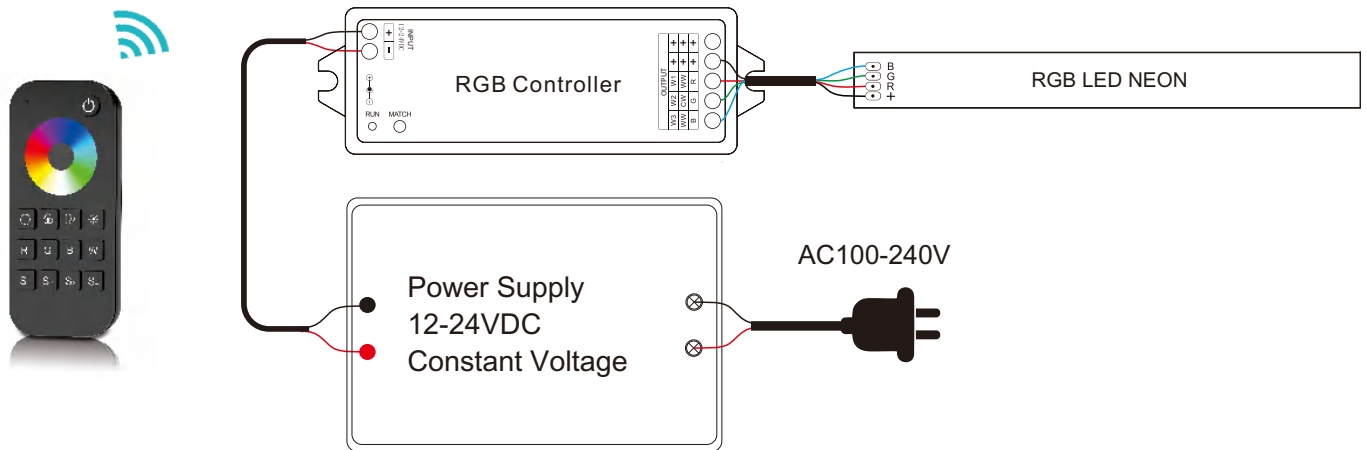 INPUT
12-24VDC
+
−
RUN
MATCH
RGB Controller
OUTPUT
+ + +
+ + +
W1 WW R
W2 CW G
W3 WW B
B
G
R
+
RGB LED NEON
R G B W
AC100-240V
Power Supply
12-24VDC
Constant Voltage